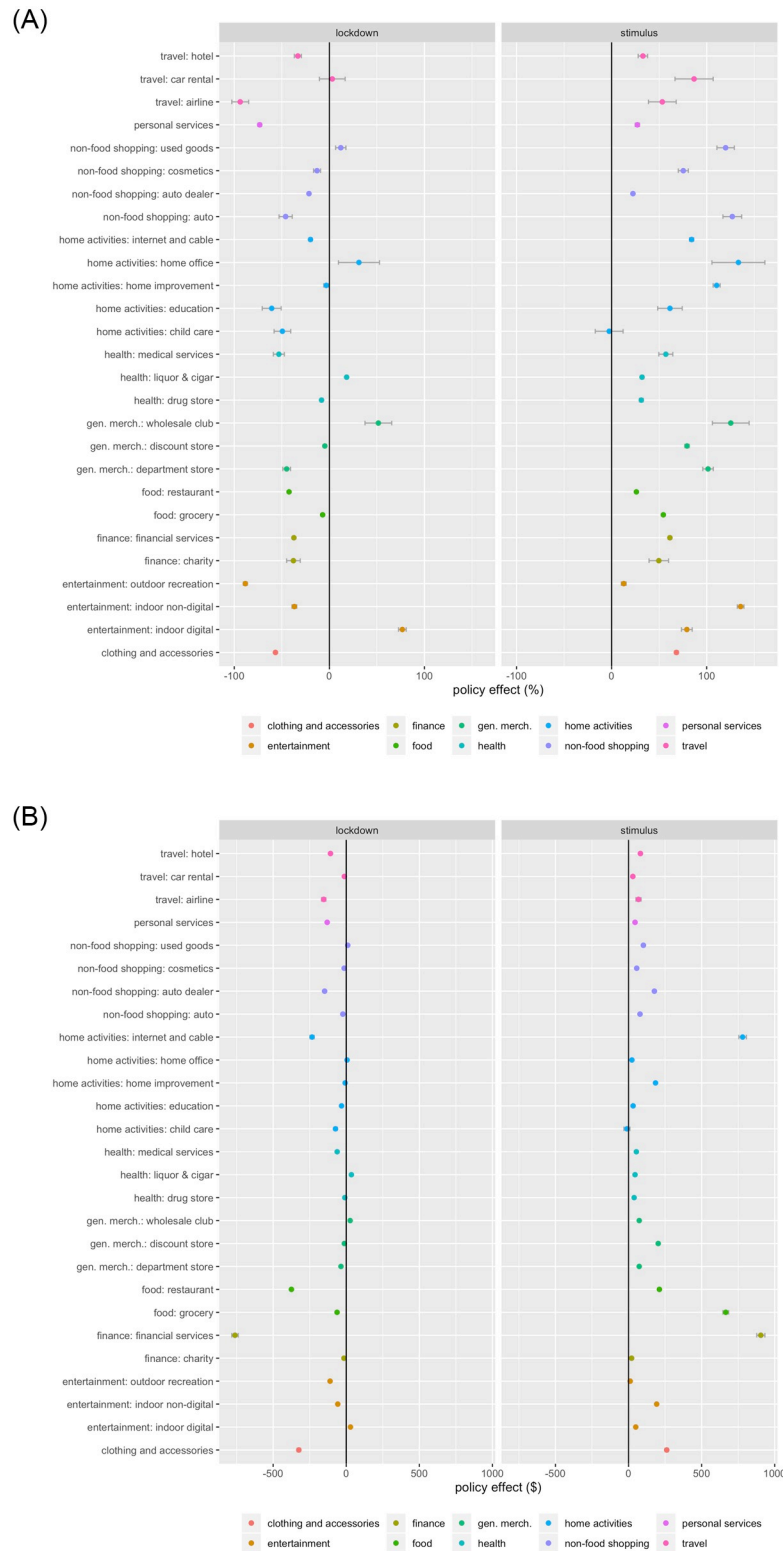 (A)
lockdown stimulus
travel: hotel
travel: car rental
travel: airline
personal services
non-food shopping: used goods
non-food shopping: cosmetics
non-food shopping: auto dealer
non-food shopping: auto
home activities: internet and cable
home activities: home office
home activities: home improvement
home activities: education
home activities: child care
health: medical services
health: liquor & cigar
health: drug store
gen. merch.: wholesale club
gen. merch.: discount store
gen. merch.: department store
food: restaurant
food: grocery
finance: financial services
finance: charity
entertainment: outdoor recreation
entertainment: indoor non-digital
entertainment: indoor digital
clothing and accessories
-100 0 100 -100 0 100
policy effect (%)
clothing and accessories finance gen. merch. home activities personal services
entertainment food health non-food shopping travel
(B)
lockdown stimulus
travel: hotel
travel: car rental
travel: airline
personal services
non-food shopping: used goods
non-food shopping: cosmetics
non-food shopping: auto dealer
non-food shopping: auto
home activities: internet and cable
home activities: home office
home activities: home improvement
home activities: education
home activities: child care
health: medical services
health: liquor & cigar
health: drug store
gen. merch.: wholesale club
gen. merch.: discount store
gen. merch.: department store
food: restaurant
food: grocery
finance: financial services
finance: charity
entertainment: outdoor recreation
entertainment: indoor non-digital
entertainment: indoor digital
clothing and accessories
-500 0 500 1000 -500 0 500 1000
policy effect ($)
clothing and accessories finance gen. merch. home activities personal services
entertainment food health non-food shopping travel